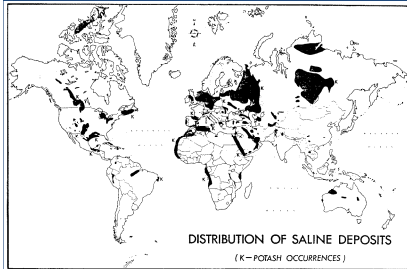 DISTRIBUTION OF SALINE DEPOSITS
(K—POTASH OCCURRENCES)